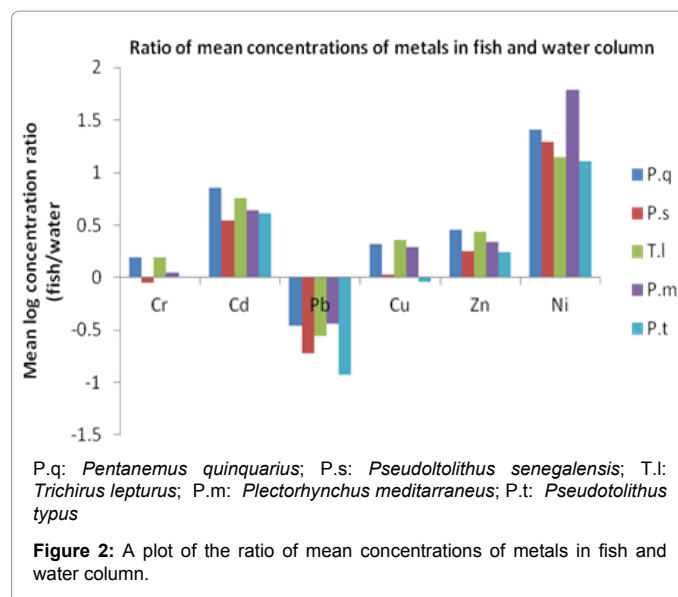 Ratio of mean concentrations of metals in fish and water column
Mean log concentration ratio
(fish/water)
2
1.5
1
0.5
0
-0.5
-1
-1.5
Cr Cd Pb Cu Zn Ni
P.q
P.s
T.l
P.m
P.t
P.q: Pentanemus quinquarius; P.s: Pseudoltolithus senegalensis; T.l:
Trichirus lepturus; P.m: Plectorhynchus meditarraneus; P.t: Pseudotolithus
typus
Figure 2: A plot of the ratio of mean concentrations of metals in fish and
water column.